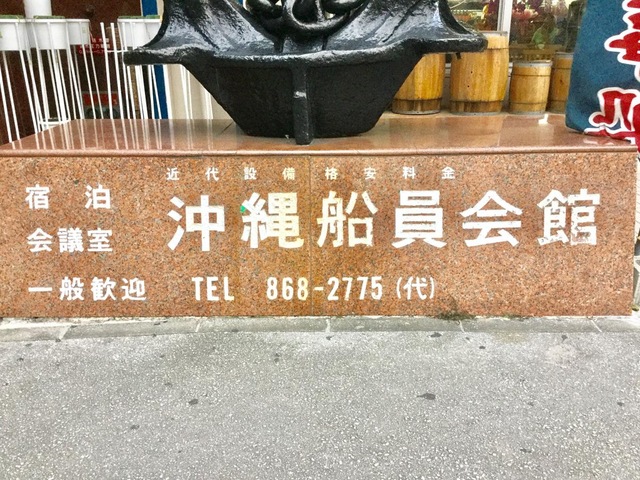 近代設備格安料金
宿泊
会議室
沖縄船員会館
一般歓迎 TEL 868-2775(代)